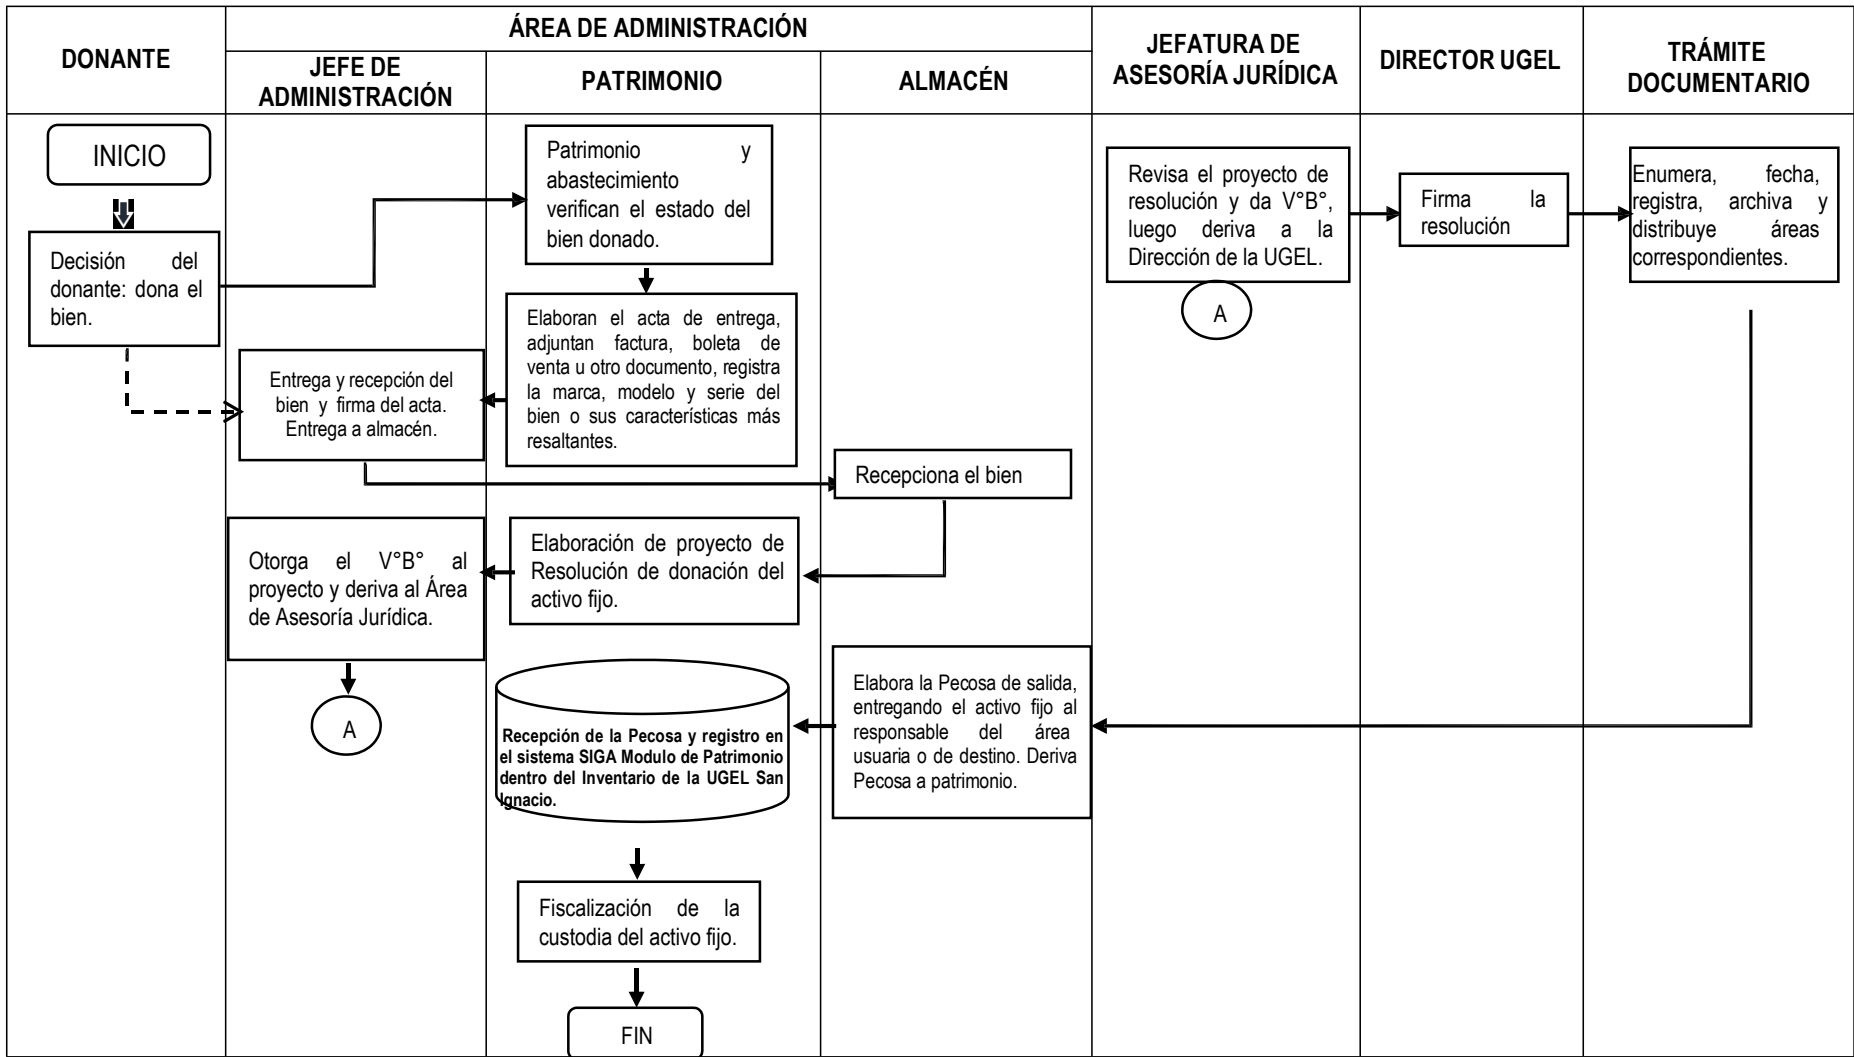 DONANTE
ÁREA DE ADMINISTRACIÓN
JEFE DE
ADMINISTRACIÓN
PATRIMONIO
ALMACÉN
JEFATURA DE
ASESORÍA JURÍDICA
DIRECTOR UGEL
TRÁMITE
DOCUMENTARIO
INICIO
Decisión del
donante: dona el
bien.
Patrimonio y
abastecimiento
verifican el estado del
bien donado.
Elaboran el acta de entrega,
adjuntan factura, boleta de
venta u otro documento, registra
la marca, modelo y serie del
bien o sus características más
resaltantes.
Entrega y recepción del
bien y firma del acta.
Entrega a almacén.
Recepciona el bien
Elaboración de proyecto de
Resolución de donación del
activo fijo.
Otorga el V°B° al
proyecto y deriva al Área
de Asesoría Jurídica.
A
Revisa el proyecto de
resolución y da V°B°,
luego deriva a la
Dirección de la UGEL.
A
Firma la
resolución
Enumera, fecha,
registra, archiva y
distribuye áreas
correspondientes.
Elabora la Pecosa de salida,
entregando el activo fijo al
responsable del área
usuaria o de destino. Deriva
Pecosa a patrimonio.
Recepción de la Pecosa y registro en
el sistema SIGA Modulo de Patrimonio
dentro del Inventario de la UGEL San
Ignacio.
Fiscalización de la
custodia del activo fijo.
FIN